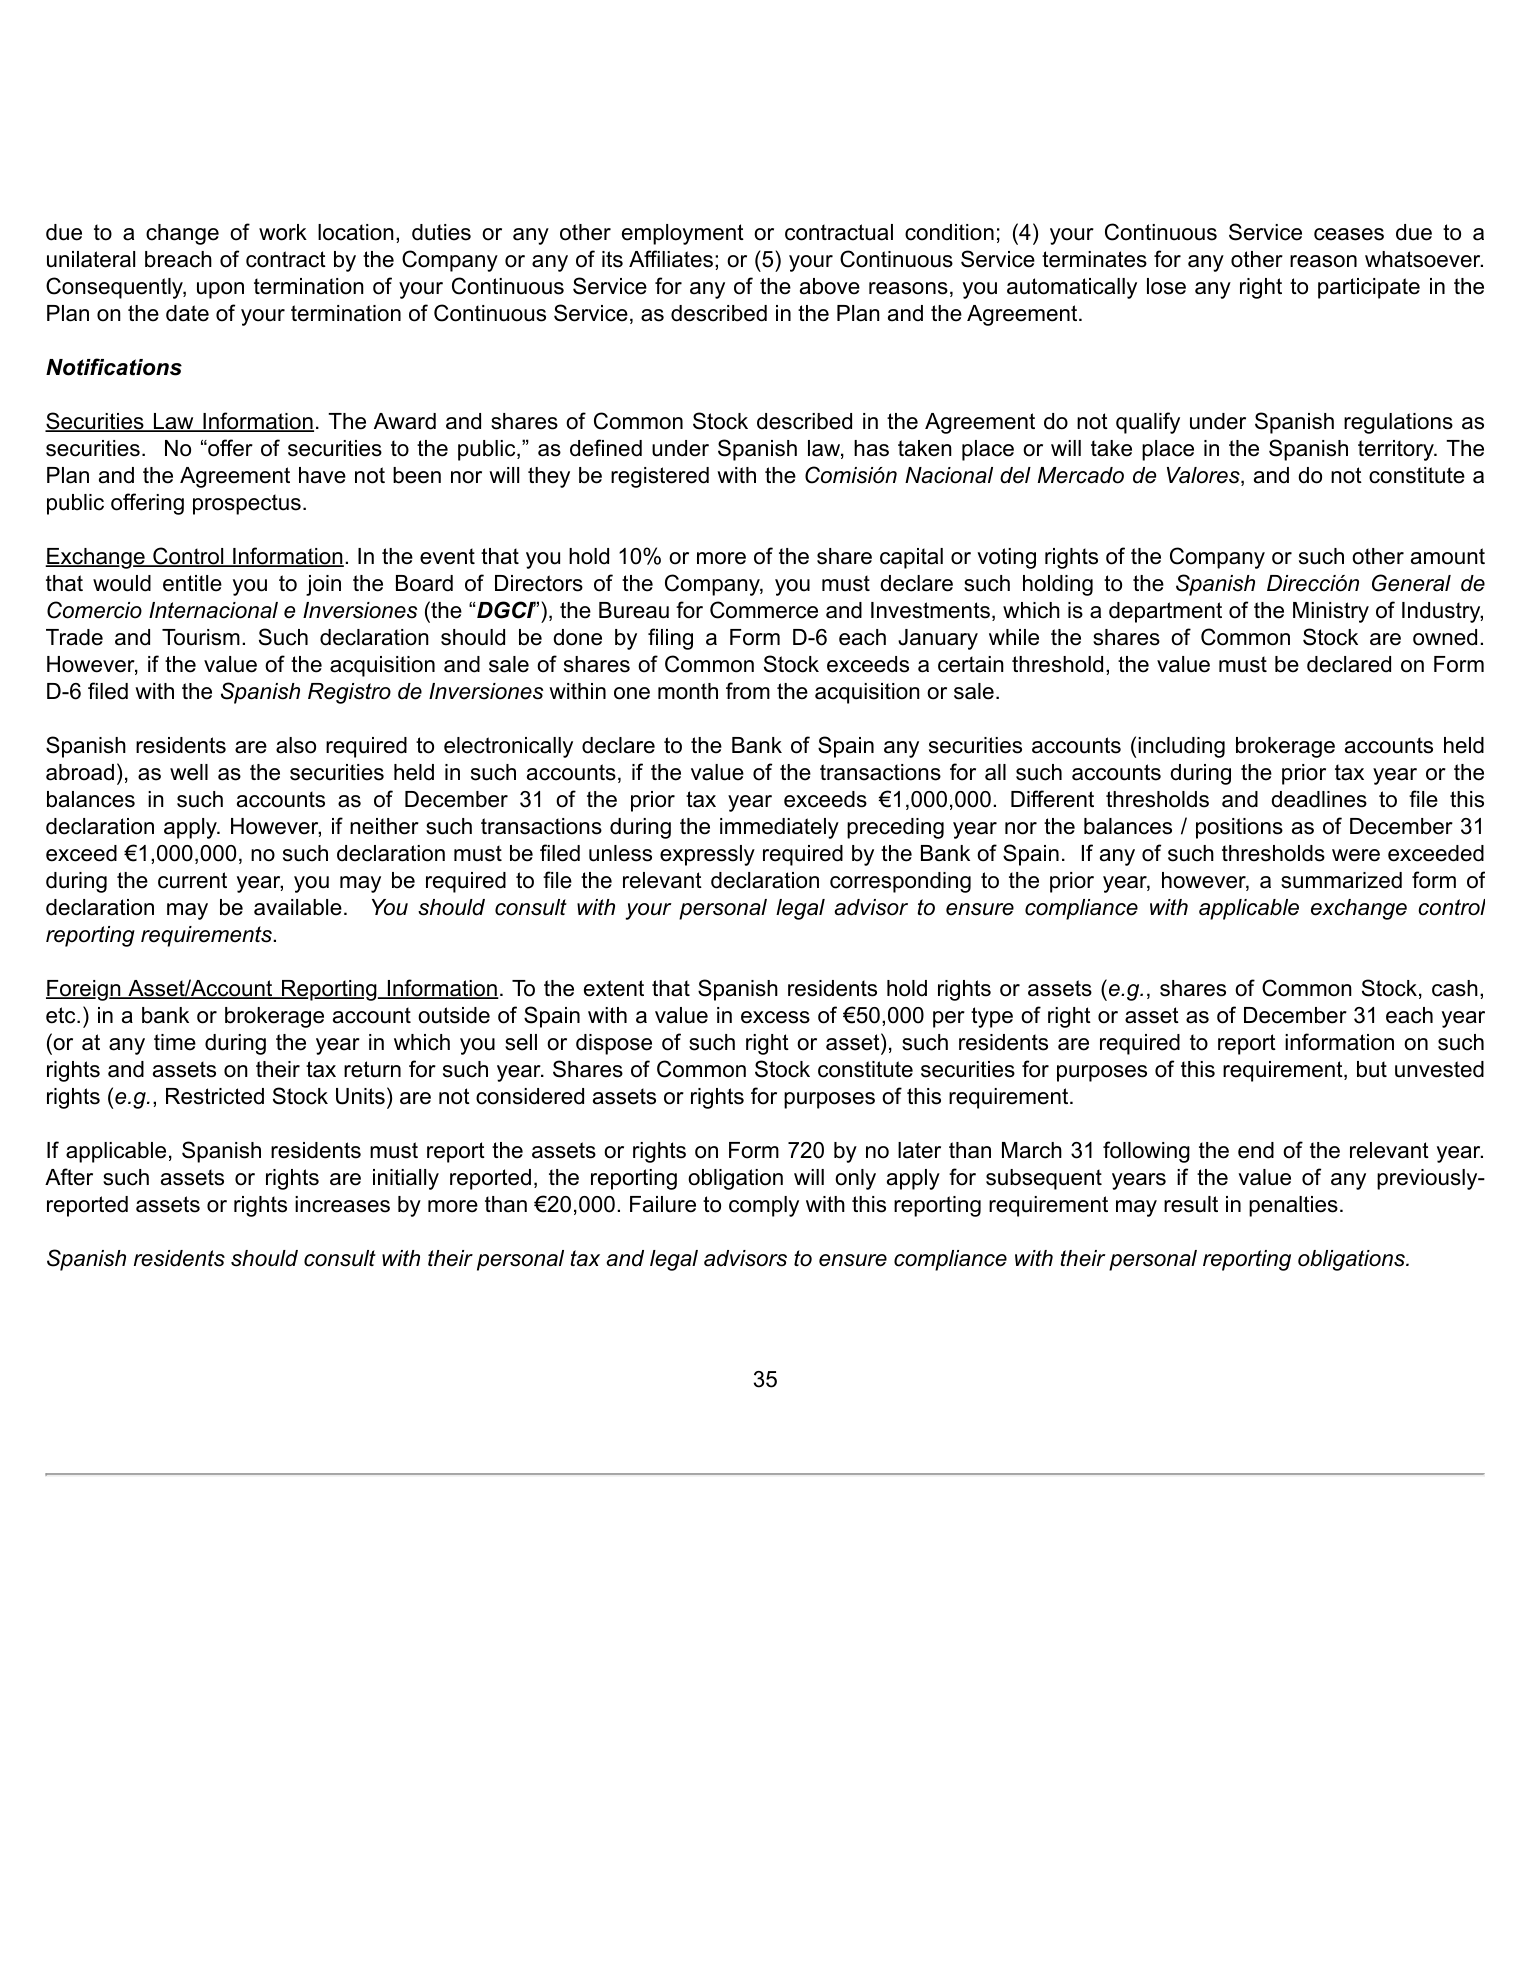 due to a change of work location, duties or any other employment or contractual condition; (4) your Continuous Service ceases due to a
unilateral breach of contract by the Company or any of its Affiliates; or (5) your Continuous Service terminates for any other reason whatsoever.
Consequently, upon termination of your Continuous Service for any of the above reasons, you automatically lose any right to participate in the
Plan on the date of your termination of Continuous Service, as described in the Plan and the Agreement.
Notifications
Securities Law Information. The Award and shares of Common Stock described in the Agreement do not qualify under Spanish regulations as
securities.  No “offer of securities to the public,” as defined under Spanish law, has taken place or will take place in the Spanish territory. The
Plan and the Agreement have not been nor will they be registered with the Comisión Nacional del Mercado de Valores, and do not constitute a
public offering prospectus.
Exchange Control Information. In the event that you hold 10% or more of the share capital or voting rights of the Company or such other amount
that would entitle you to join the Board of Directors of the Company, you must declare such holding to the Spanish Dirección General de
Comercio Internacional e Inversiones (the “DGCI”), the Bureau for Commerce and Investments, which is a department of the Ministry of Industry,
Trade and Tourism. Such declaration should be done by filing a Form D-6 each January while the shares of Common Stock are owned.
However, if the value of the acquisition and sale of shares of Common Stock exceeds a certain threshold, the value must be declared on Form
D-6 filed with the Spanish Registro de Inversiones within one month from the acquisition or sale.
Spanish residents are also required to electronically declare to the Bank of Spain any securities accounts (including brokerage accounts held
abroad), as well as the securities held in such accounts, if the value of the transactions for all such accounts during the prior tax year or the
balances in such accounts as of December 31 of the prior tax year exceeds €1,000,000. Different thresholds and deadlines to file this
declaration apply. However, if neither such transactions during the immediately preceding year nor the balances / positions as of December 31
exceed €1,000,000, no such declaration must be filed unless expressly required by the Bank of Spain.  If any of such thresholds were exceeded
during the current year, you may be required to file the relevant declaration corresponding to the prior year, however, a summarized form of
declaration may be available.  You should consult with your personal legal advisor to ensure compliance with applicable exchange control
reporting requirements.
Foreign Asset/Account Reporting Information. To the extent that Spanish residents hold rights or assets (e.g., shares of Common Stock, cash,
etc.) in a bank or brokerage account outside of Spain with a value in excess of €50,000 per type of right or asset as of December 31 each year
(or at any time during the year in which you sell or dispose of such right or asset), such residents are required to report information on such
rights and assets on their tax return for such year. Shares of Common Stock constitute securities for purposes of this requirement, but unvested
rights (e.g., Restricted Stock Units) are not considered assets or rights for purposes of this requirement.
If applicable, Spanish residents must report the assets or rights on Form 720 by no later than March 31 following the end of the relevant year.
After such assets or rights are initially reported, the reporting obligation will only apply for subsequent years if the value of any previously-
reported assets or rights increases by more than €20,000. Failure to comply with this reporting requirement may result in penalties.
Spanish residents should consult with their personal tax and legal advisors to ensure compliance with their personal reporting obligations.
35